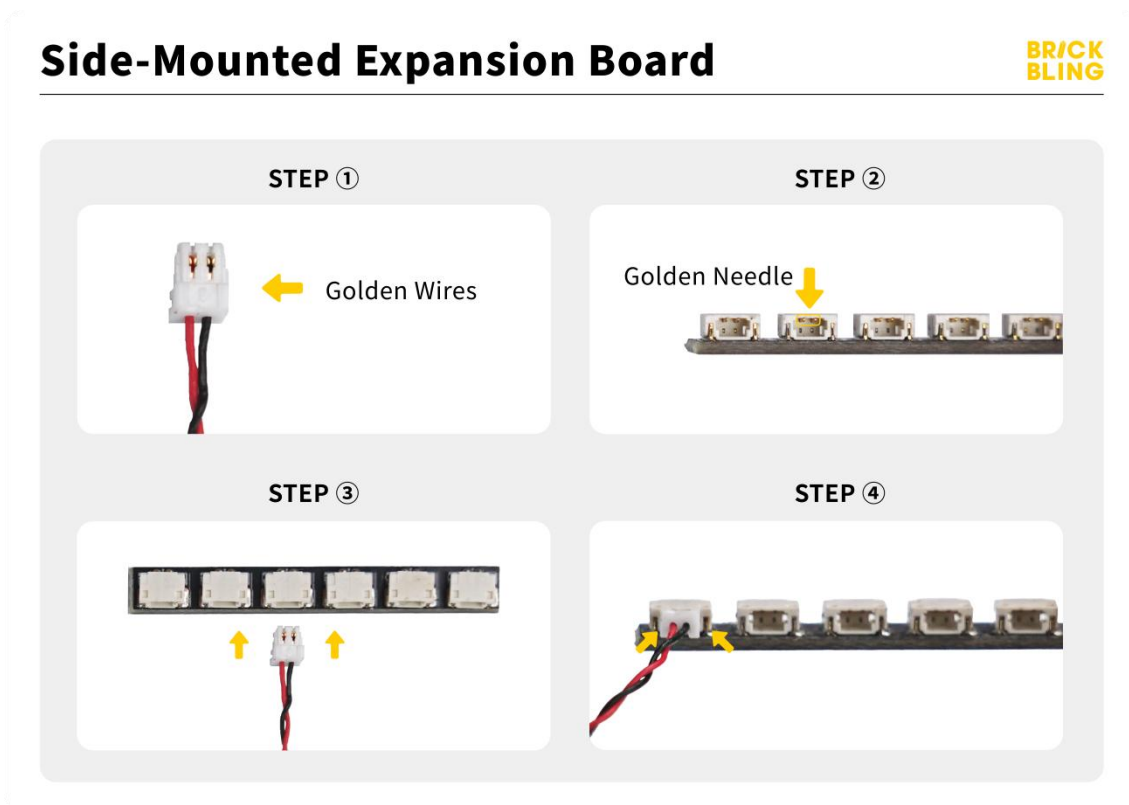 Side-Mounted Expansion Board
BRICK
BLING
STEP ①
STEP ②
Golden Wires
Golden Needle
STEP ③
STEP ④